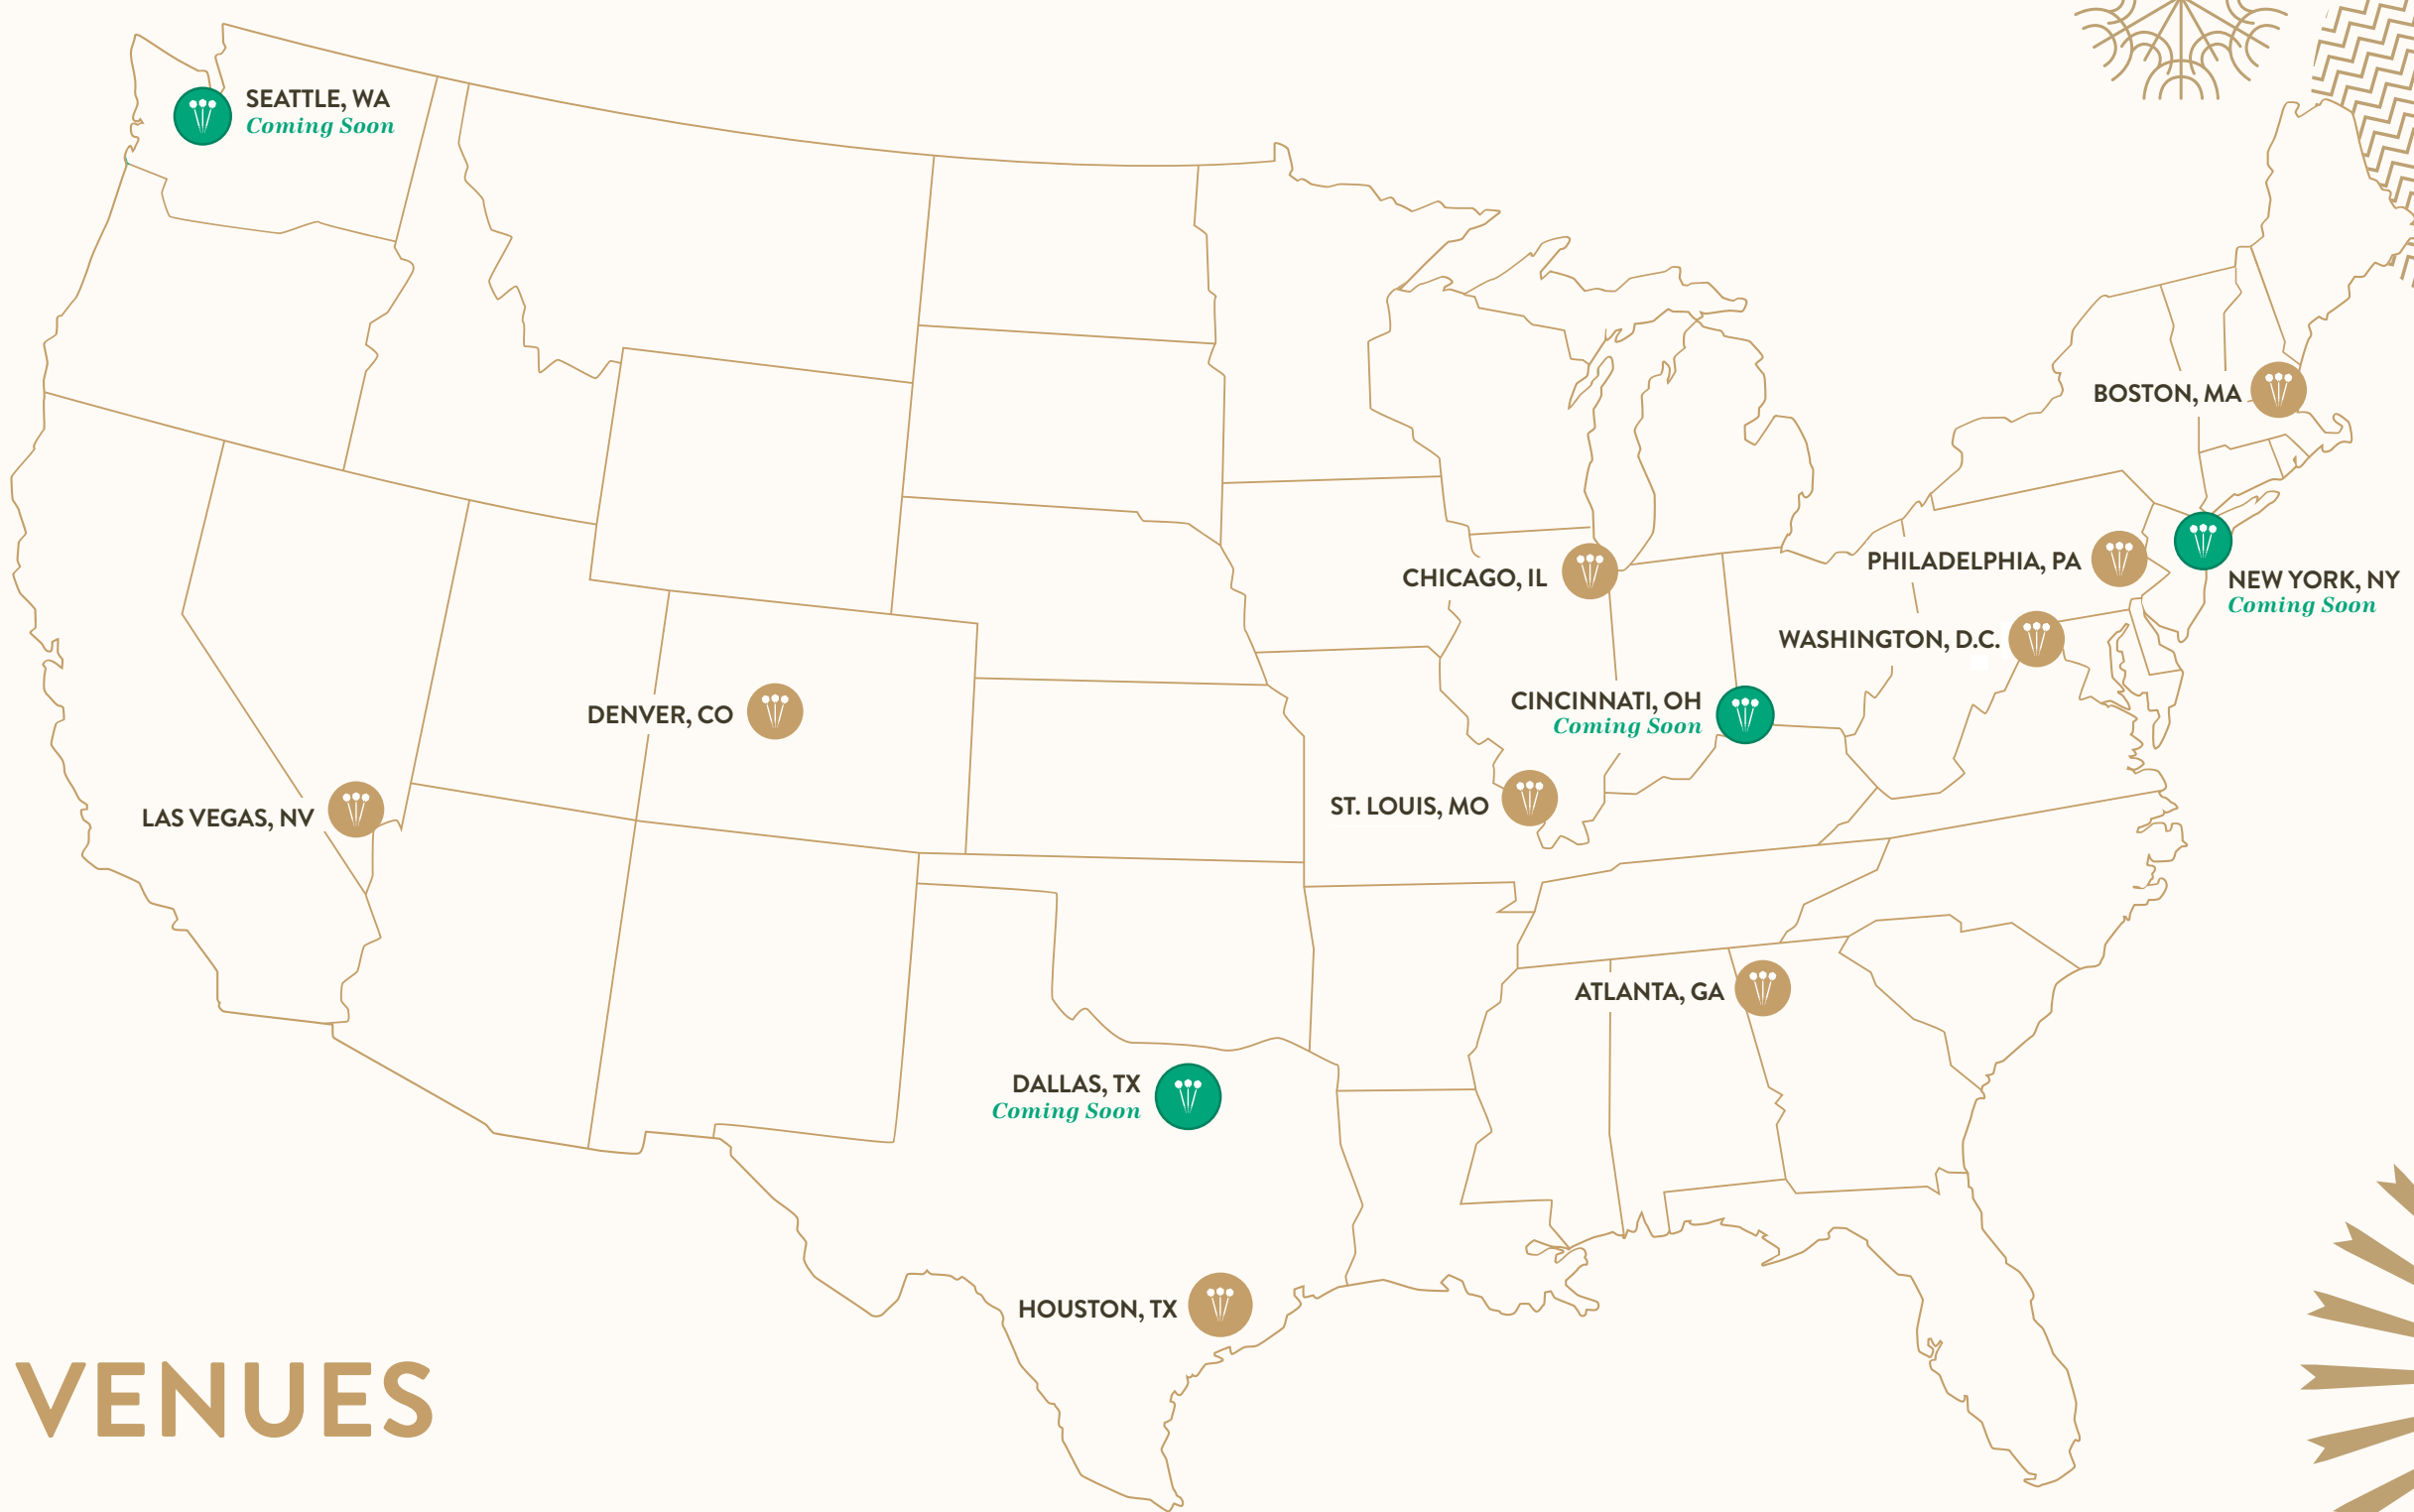 SEATTLE, WA
Coming Soon
BOSTON, MA
PHILADELPHIA, PA
NEW YORK, NY
Coming Soon
CHICAGO, IL
WASHINGTON, D.C.
DENVER, CO
CINCINNATI, OH
Coming Soon
LAS VEGAS, NV
ST. LOUIS, MO
ATLANTA, GA
DALLAS, TX
Coming Soon
HOUSTON, TX
VENUES